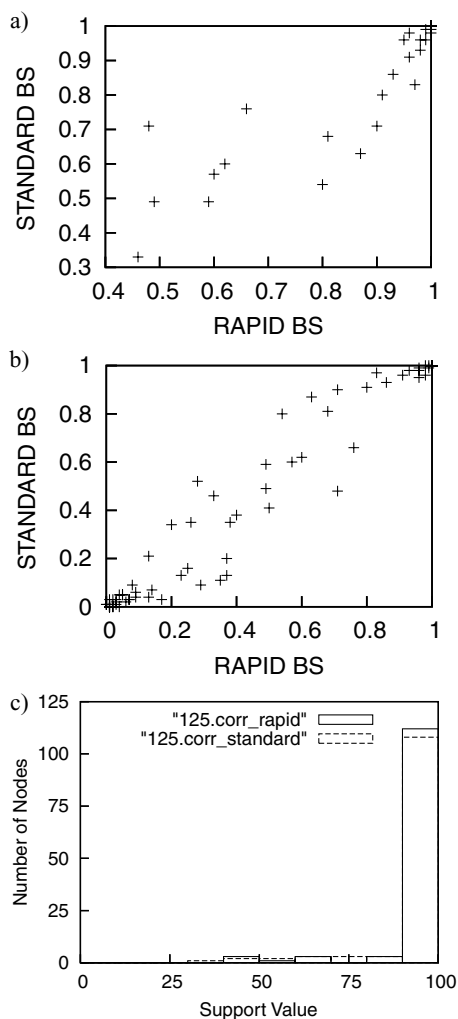 a)
1
0.9
0.8
0.7
0.6
0.5
0.4
0.3
STANDARD BS
0.4 0.5 0.6 0.7 0.8 0.9 1
RAPID BS
b)
1
0.8
0.6
0.4
0.2
0
STANDARD BS
0 0.2 0.4 0.6 0.8 1
RAPID BS
c)
125
100
75
50
25
0
Number of Nodes
"125.corr_rapid"
"125.corr_standard"
0 25 50 75 100
Support Value